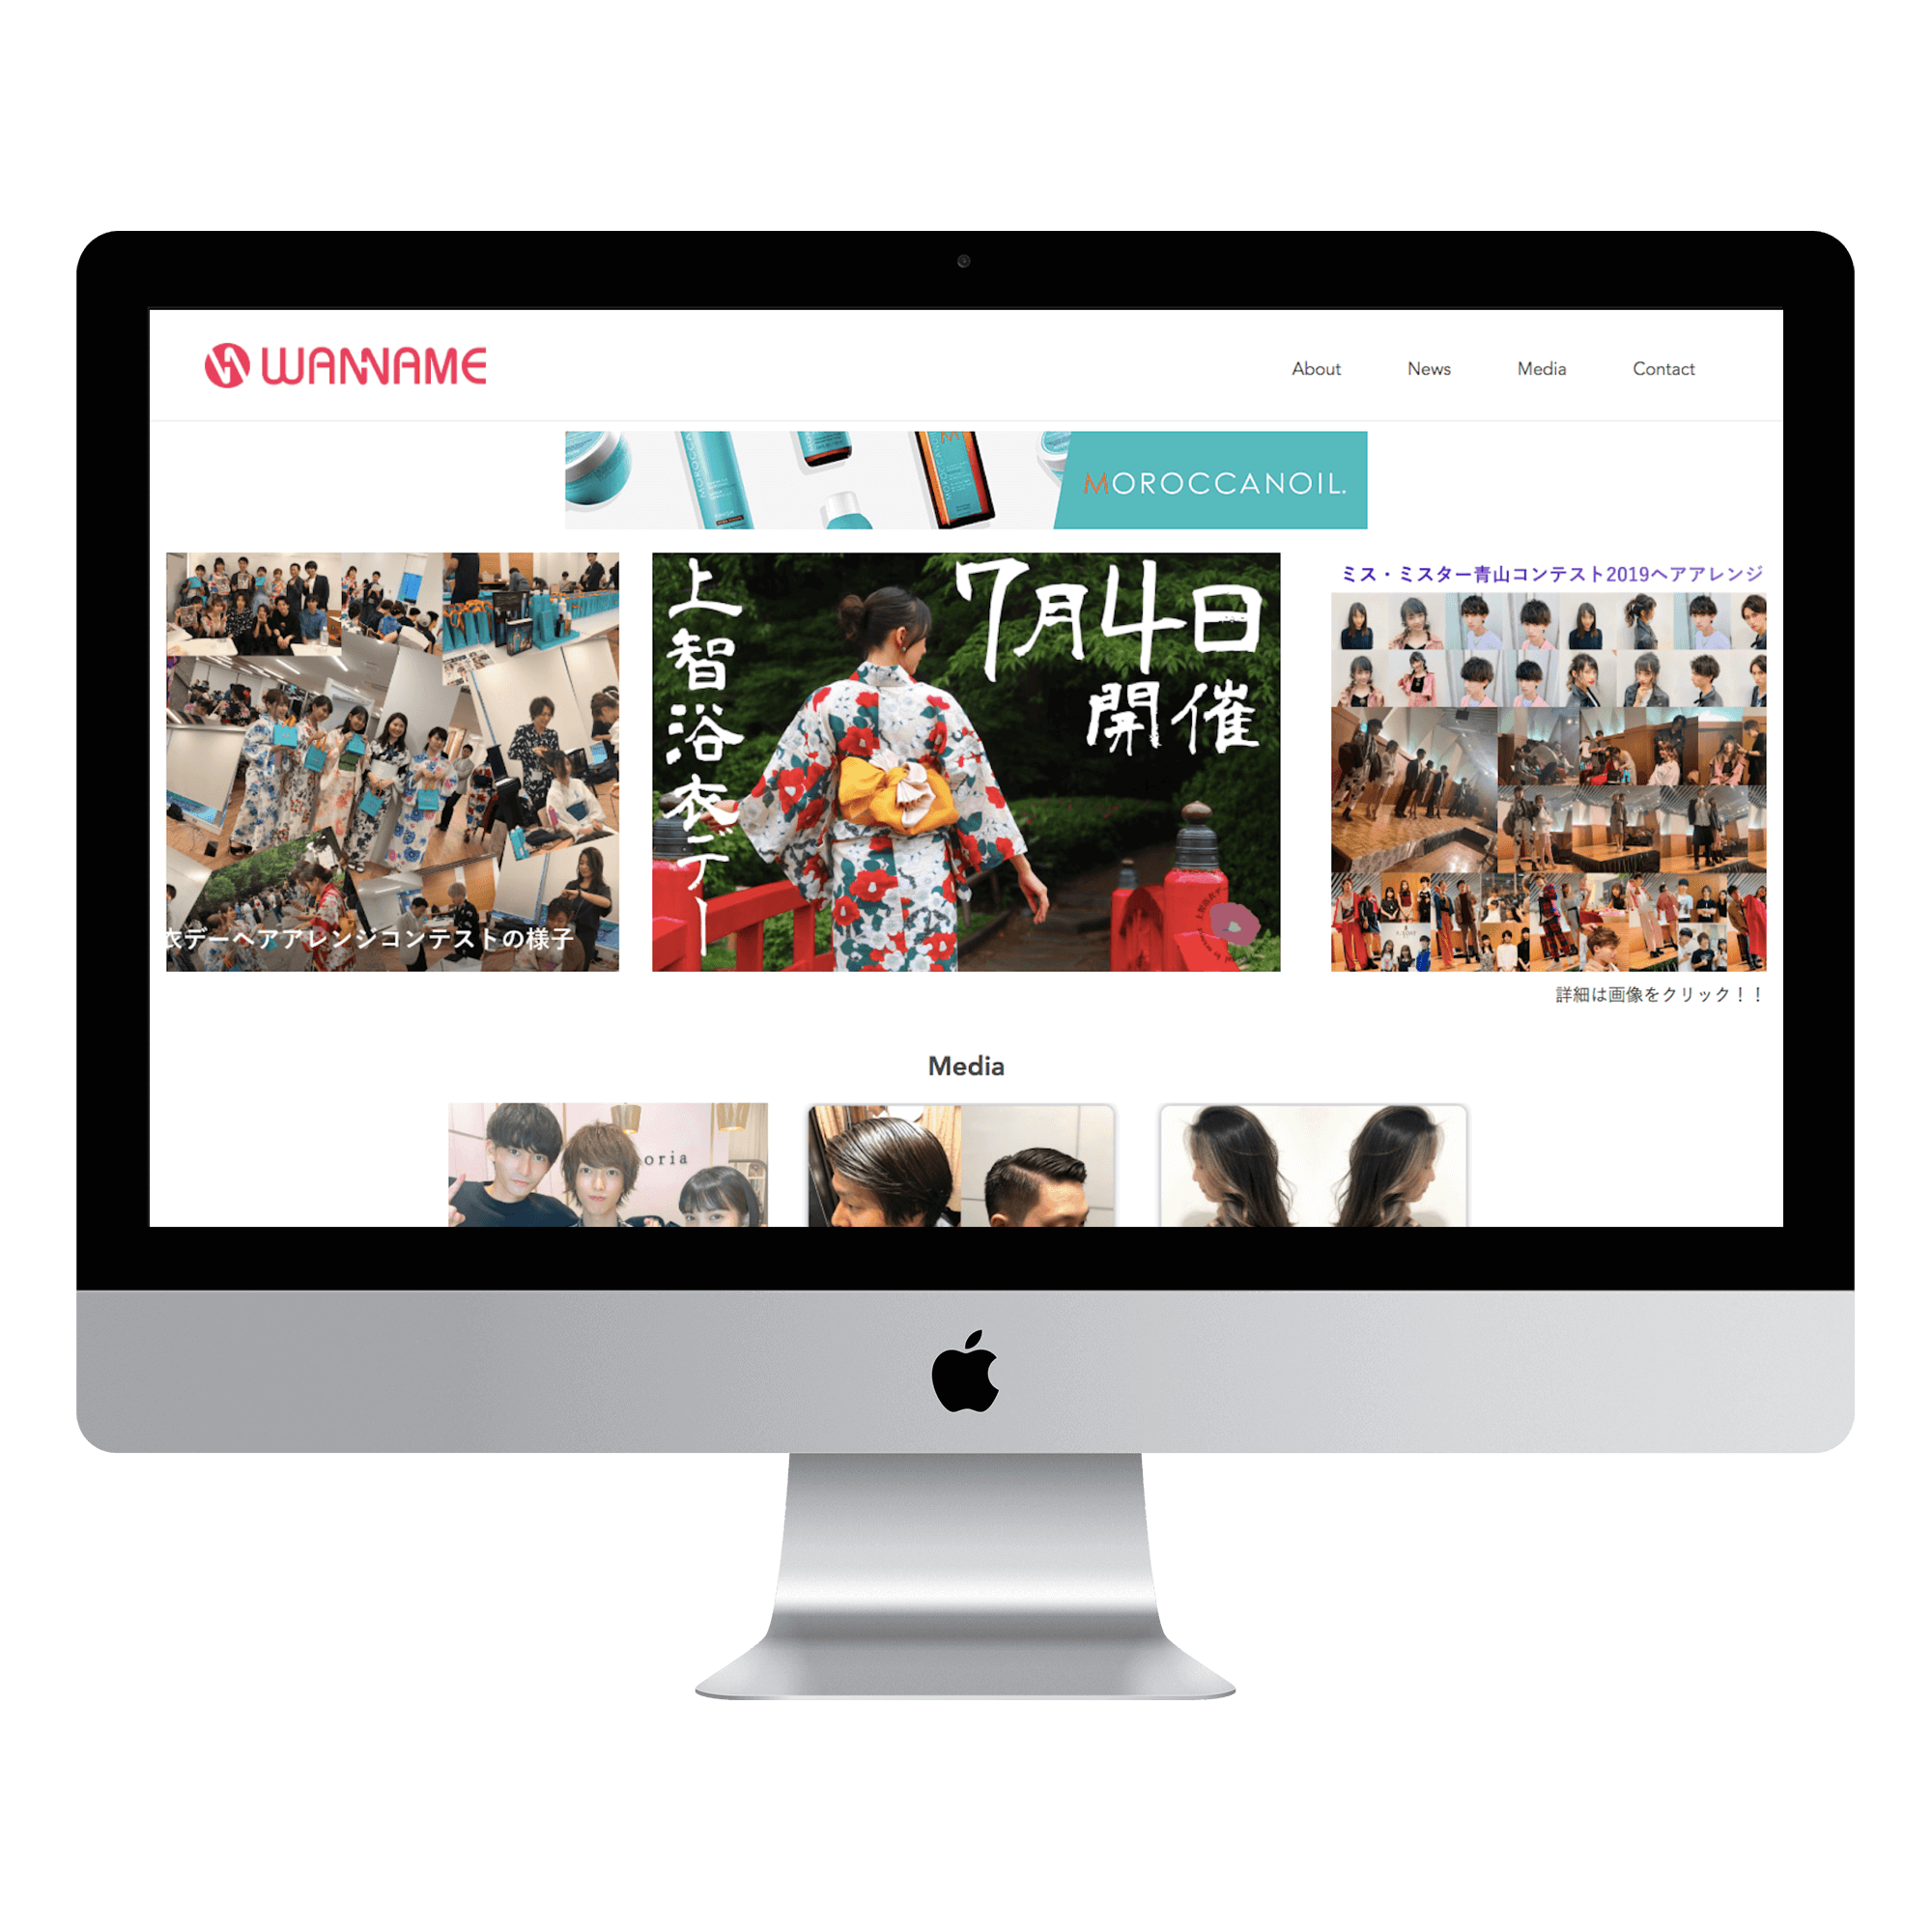 WANNAME
About
News
Media
Contact
MOROCCANOIL.
衣デーヘアアレンジコンテストの様子
上智浴衣デー
7月4日
開催
ミス・ミスター青山コンテスト2019ヘアアレンジ
詳細は画像をクリック！！
Media
oria